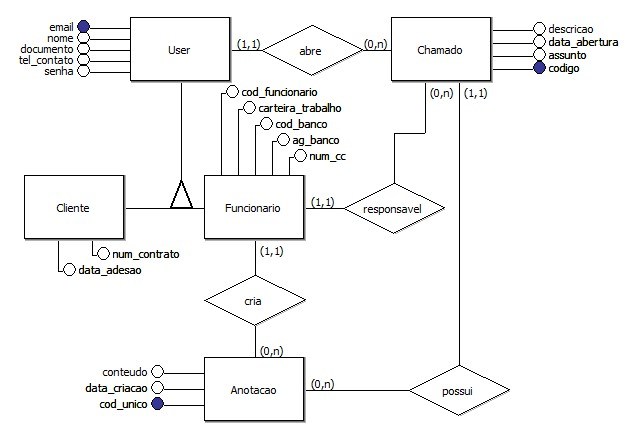 email
nome
documento
tel_contato
senha
User
(1,1)
abre
(0,n)
Chamado
descricao
data_abertura
assunto
codigo
(0,n)
(1,1)
cod_funcionario
carteira_trabalho
cod_banco
ag_banco
num_cc
Cliente
Funcionario
(1,1)
responsavel
num_contrato
data_adesao
(1,1)
cria
(0,n)
conteudo
data_criacao
cod_unico
Anotacao
(0,n)
possui